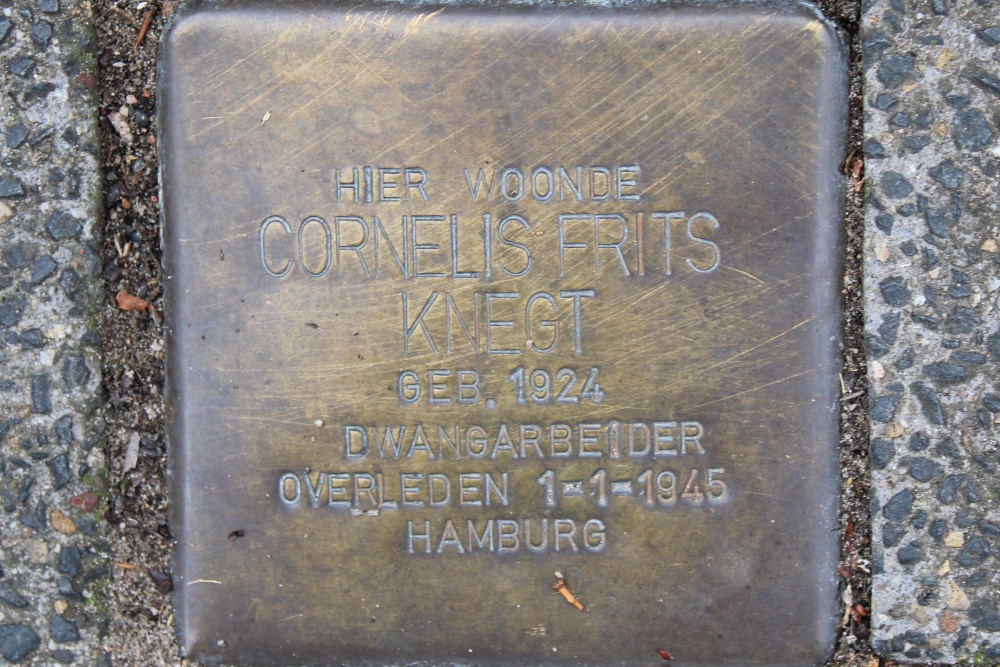 HIER WOONDE
CORNELIS FRITS
KNEGT
GEB. 1924
DWANGARBEIDER
OVERLEDEN 1-1-1945
HAMBURG